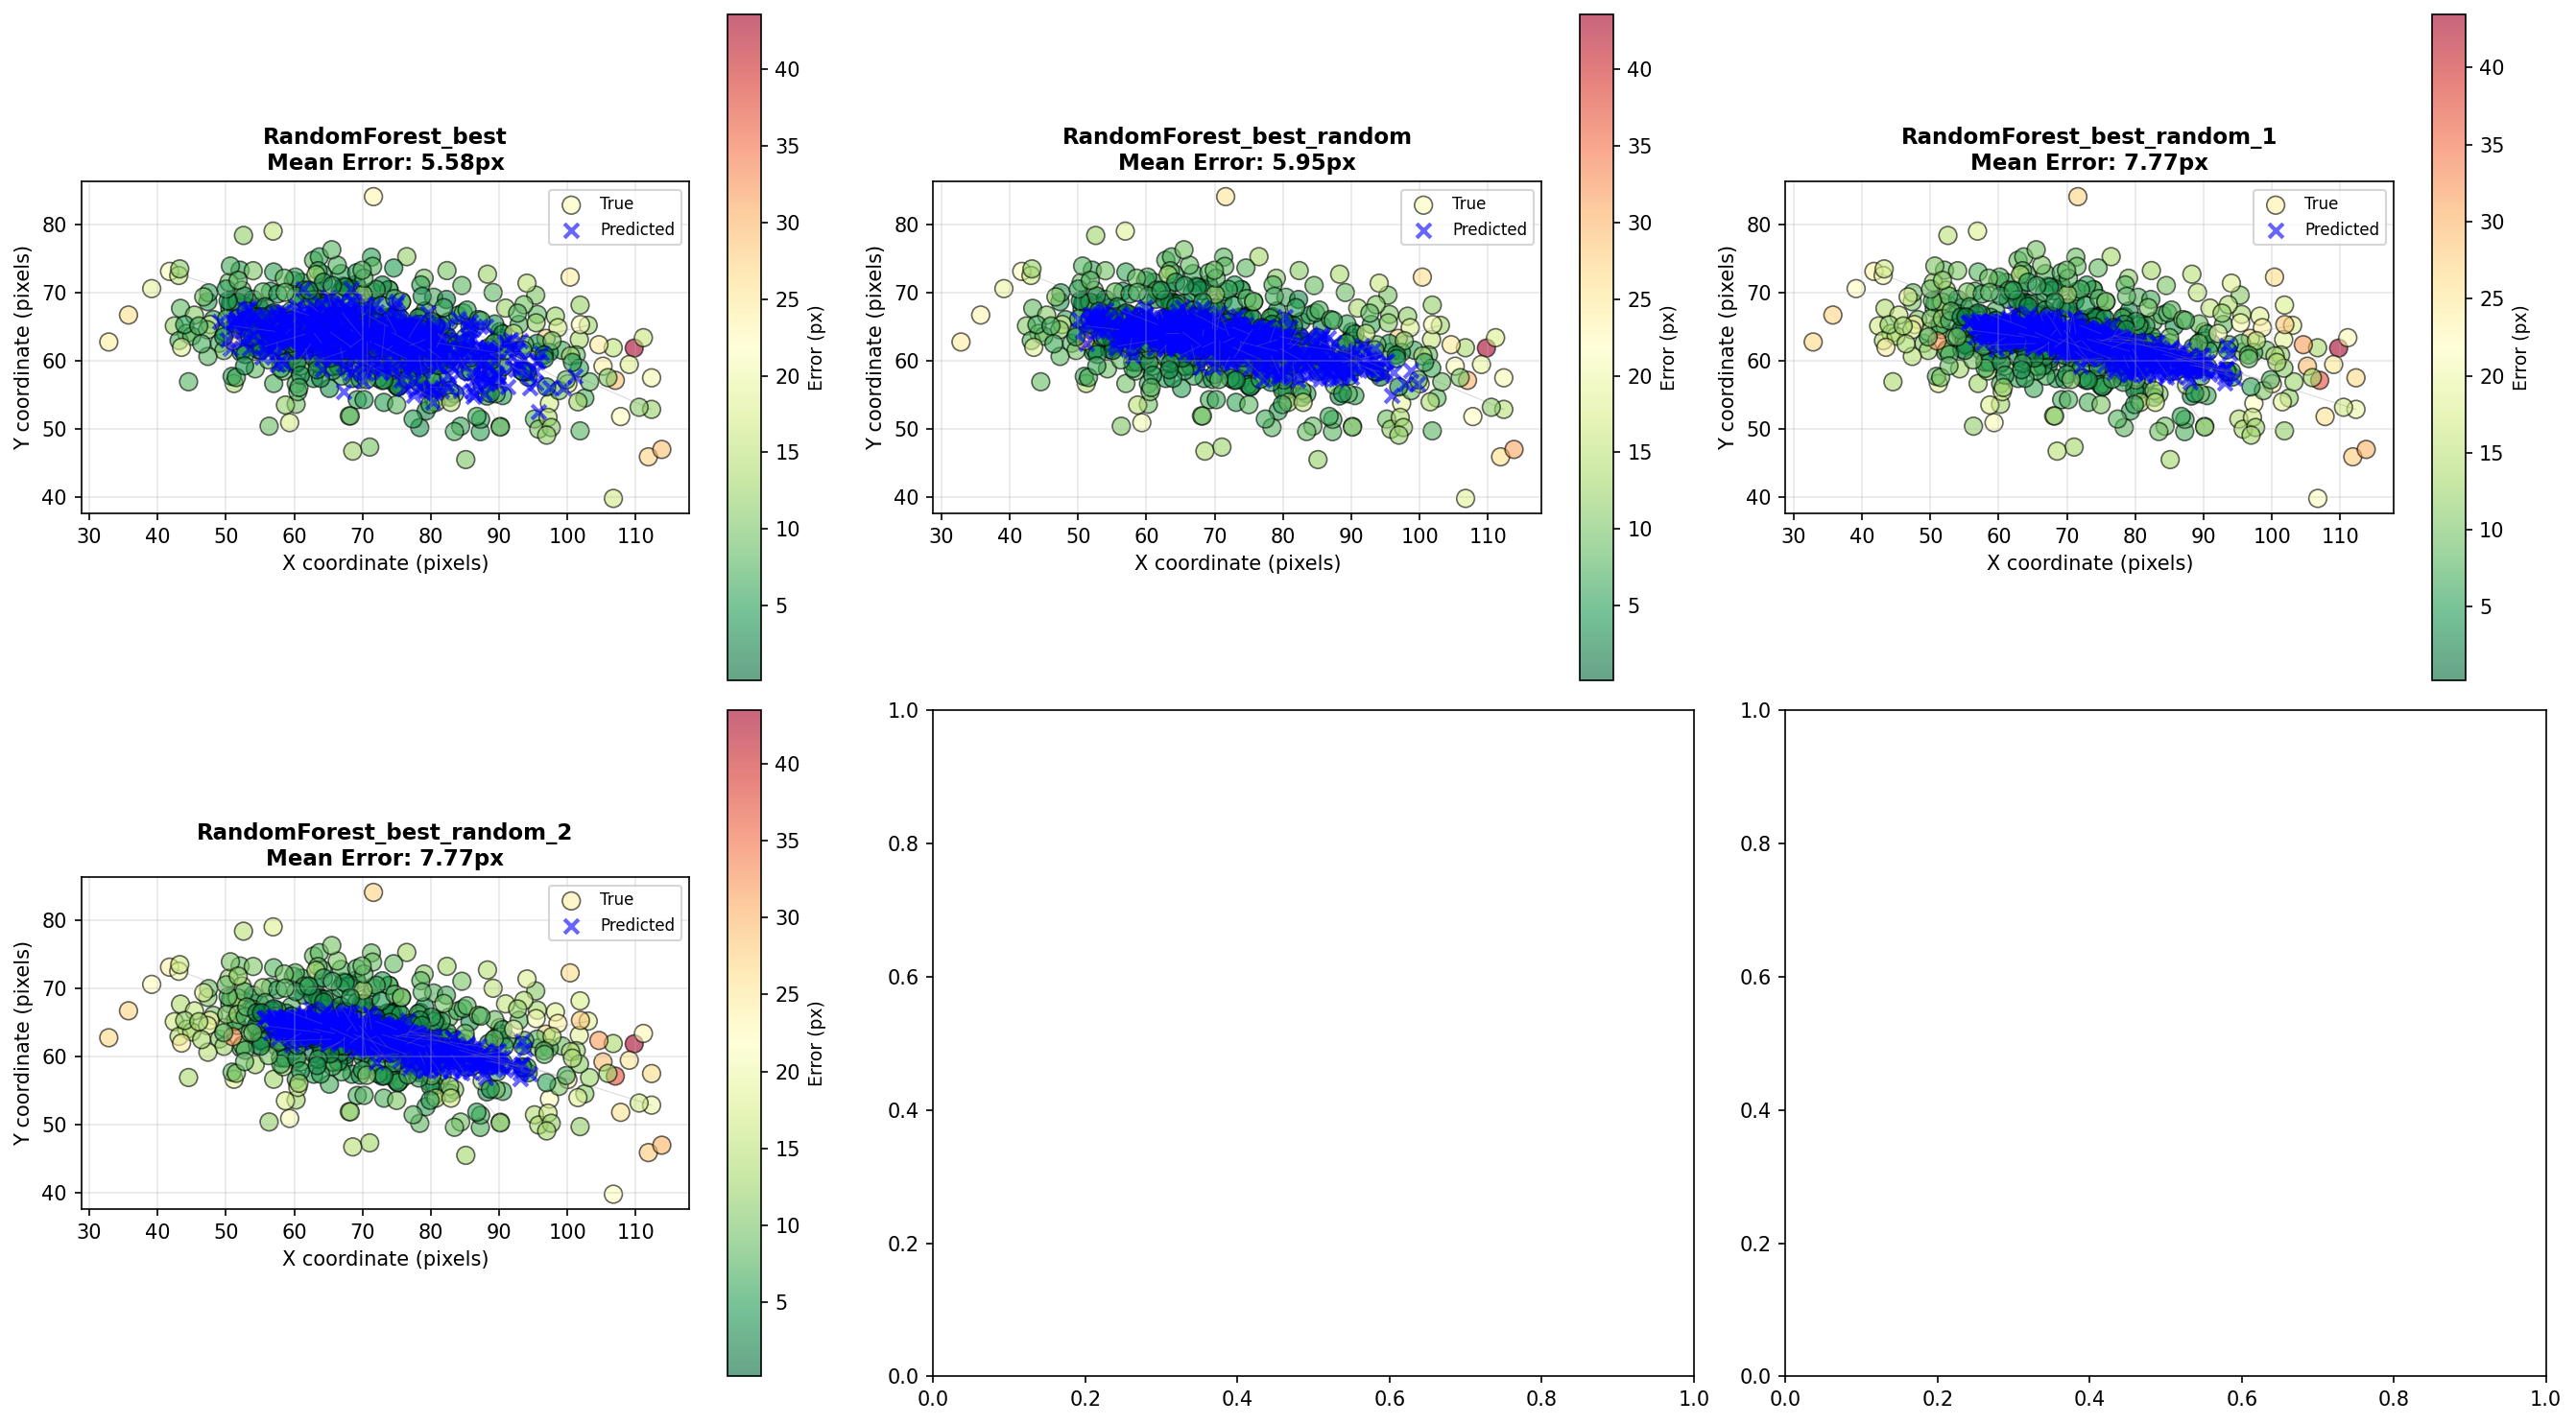 RandomForest_best
Mean Error: 5.58px
True
Predicted
80
70
60
50
40
Y coordinate (pixels)
30 40 50 60 70 80 90 100 110
X coordinate (pixels)
40
35
30
25
20
15
10
5
Error (px)
RandomForest_best_random
Mean Error: 5.95px
True
Predicted
80
70
60
50
40
Y coordinate (pixels)
30 40 50 60 70 80 90 100 110
X coordinate (pixels)
40
35
30
25
20
15
10
5
Error (px)
RandomForest_best_random_1
Mean Error: 7.77px
True
Predicted
80
70
60
50
40
Y coordinate (pixels)
30 40 50 60 70 80 90 100 110
X coordinate (pixels)
40
35
30
25
20
15
10
5
Error (px)
RandomForest_best_random_2
Mean Error: 7.77px
True
Predicted
80
70
60
50
40
Y coordinate (pixels)
30 40 50 60 70 80 90 100 110
X coordinate (pixels)
40
35
30
25
20
15
10
5
Error (px)
1.0
0.8
0.6
0.4
0.2
0.0
0.0 0.2 0.4 0.6 0.8 1.0
1.0
0.8
0.6
0.4
0.2
0.0
0.0 0.2 0.4 0.6 0.8 1.0